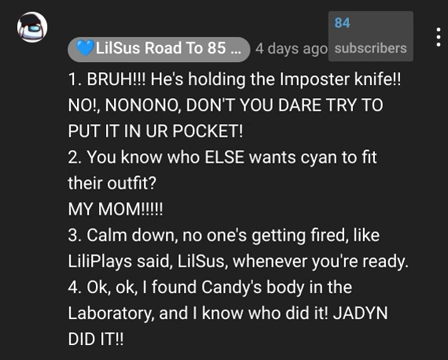 84
💙LilSus Road To 85 ... 4 days ago subscribers
1. BRUH!!! He's holding the Imposter knife!!
NO!, NONONO, DON'T YOU DARE TRY TO
PUT IT IN UR POCKET!
2. You know who ELSE wants cyan to fit
their outfit?
MY MOM!!!!!
3. Calm down, no one's getting fired, like
LiliPlays said, LilSus, whenever you're ready.
4. Ok, ok, I found Candy's body in the
Laboratory, and I know who did it! JADYN
DID IT!!